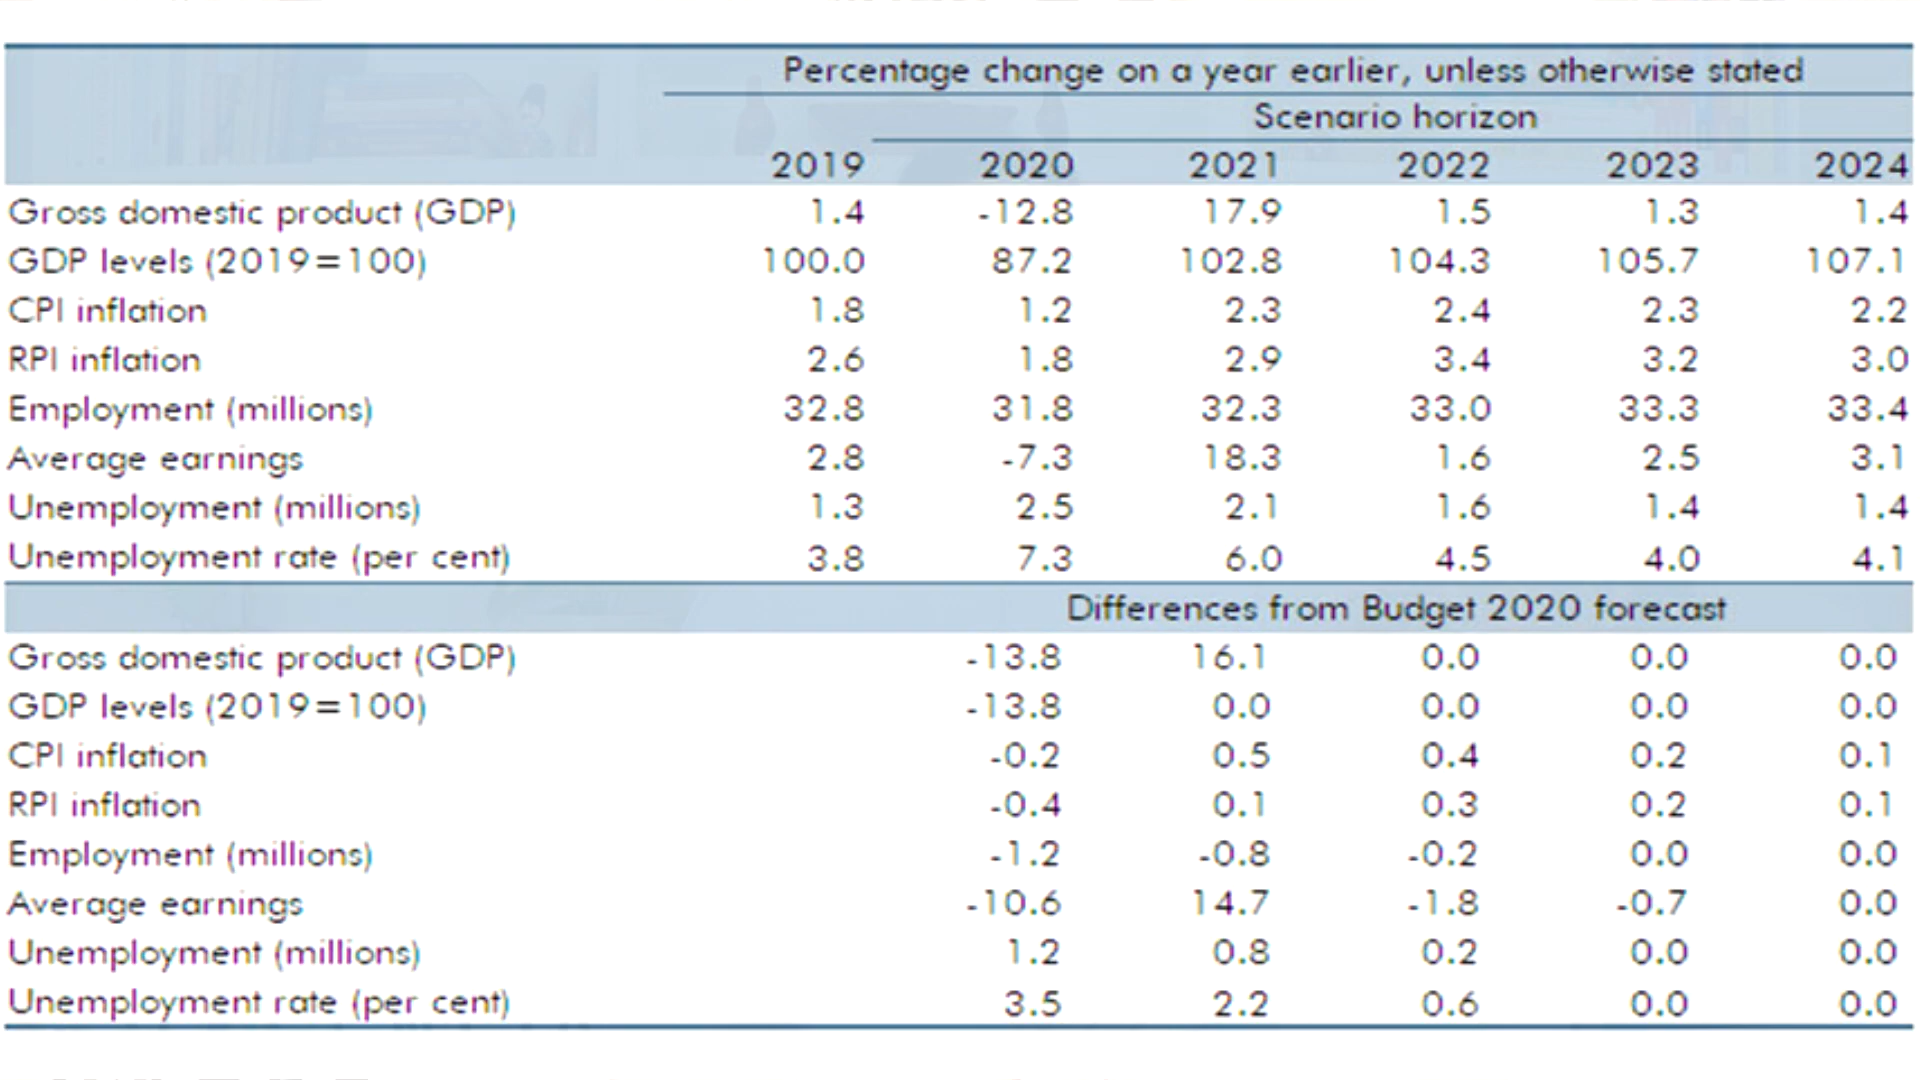 Percentage change on a year earlier, unless otherwise stated
Scenario horizon
2019 2020 2021 2022 2023 2024
Gross domestic product (GDP) 1.4 -12.8 17.9 1.5 1.3 1.4
GDP levels (2019=100) 100.0 87.2 102.8 104.3 105.7 107.1
CPI inflation 1.8 1.2 2.3 2.4 2.3 2.2
RPI inflation 2.6 1.8 2.9 3.4 3.2 3.0
Employment (millions) 32.8 31.8 32.3 33.0 33.3 33.4
Average earnings 2.8 -7.3 18.3 1.6 2.5 3.1
Unemployment (millions) 1.3 2.5 2.1 1.6 1.4 1.4
Unemployment rate (per cent) 3.8 7.3 6.0 4.5 4.0 4.1
Differences from Budget 2020 forecast
Gross domestic product (GDP) -13.8 16.1 0.0 0.0 0.0
GDP levels (2019=100) -13.8 0.0 0.0 0.0 0.0
CPI inflation -0.2 0.5 0.4 0.2 0.1
RPI inflation -0.4 0.1 0.3 0.2 0.1
Employment (millions) -1.2 -0.8 -0.2 0.0 0.0
Average earnings -10.6 14.7 -1.8 -0.7 0.0
Unemployment (millions) 1.2 0.8 0.2 0.0 0.0
Unemployment rate (per cent) 3.5 2.2 0.6 0.0 0.0